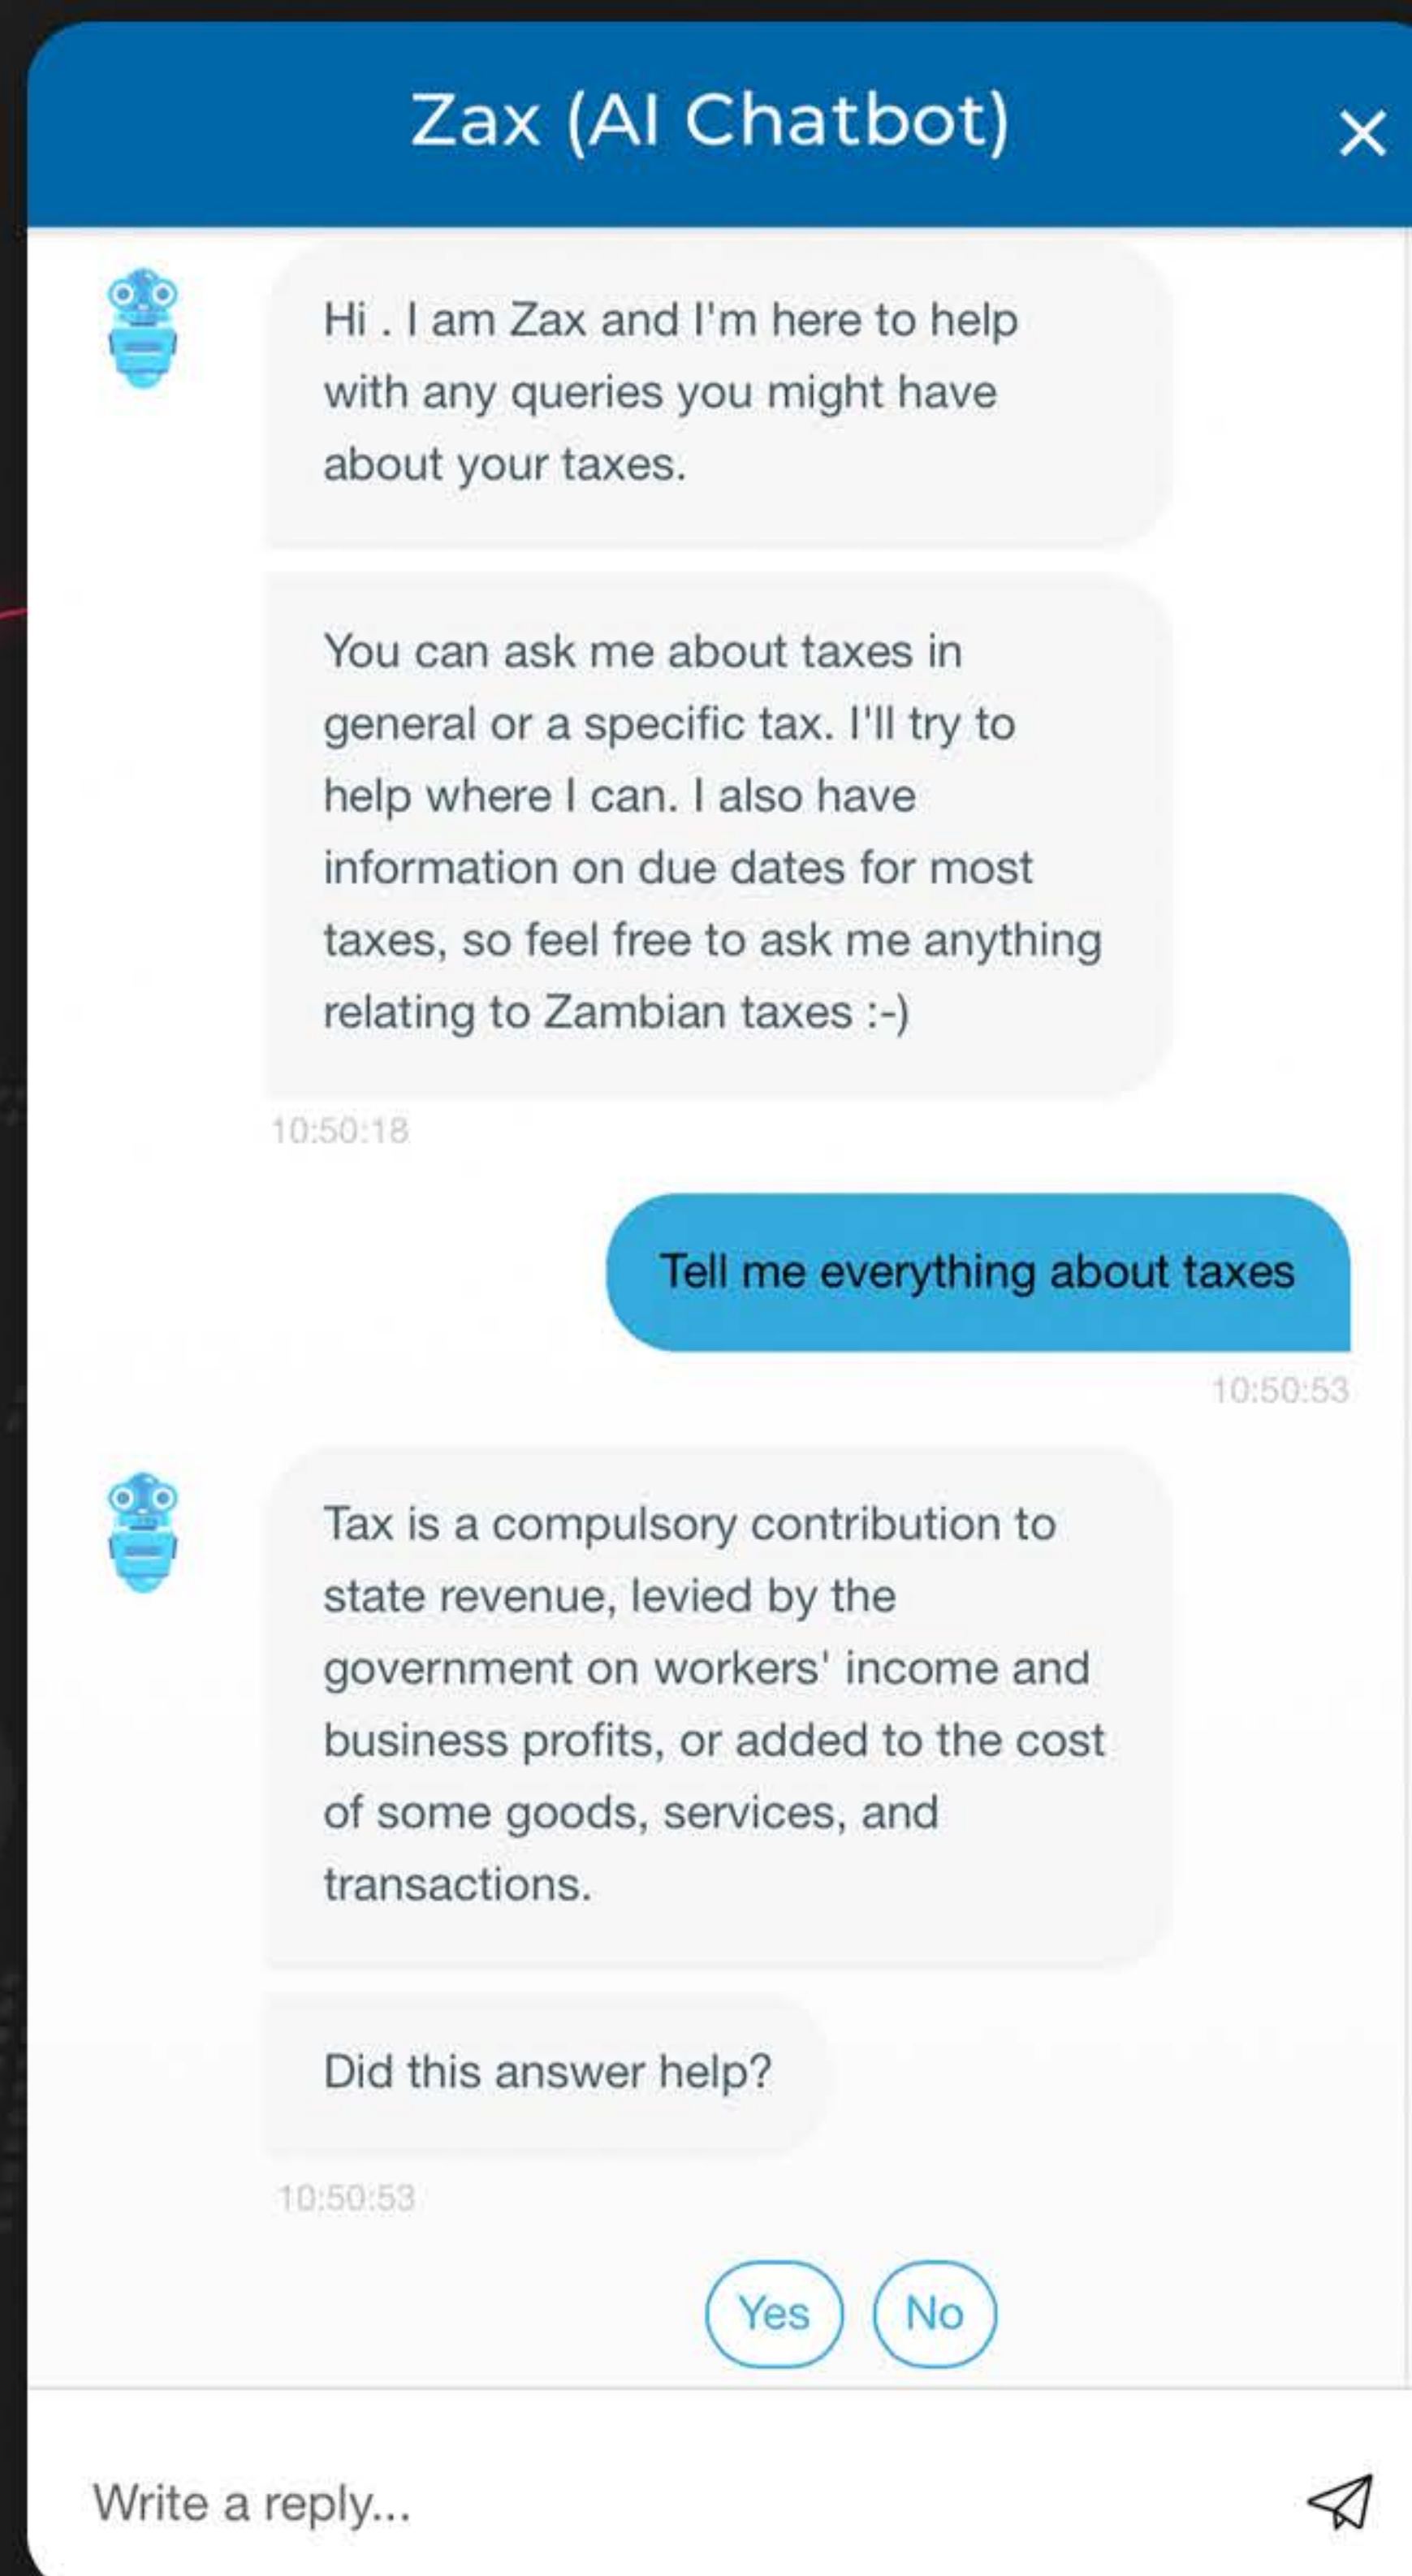 Zax (AI Chatbot)
Hi . I am Zax and I'm here to help
with any queries you might have
about your taxes.
You can ask me about taxes in
general or a specific tax. I'll try to
help where I can. I also have
information on due dates for most
taxes, so feel free to ask me anything
relating to Zambian taxes :-)
10:50:18
Tell me everything about taxes
10:50:53
Tax is a compulsory contribution to
state revenue, levied by the
government on workers' income and
business profits, or added to the cost
of some goods, services, and
transactions.
Did this answer help?
10:50:53
Yes No
Write a reply...